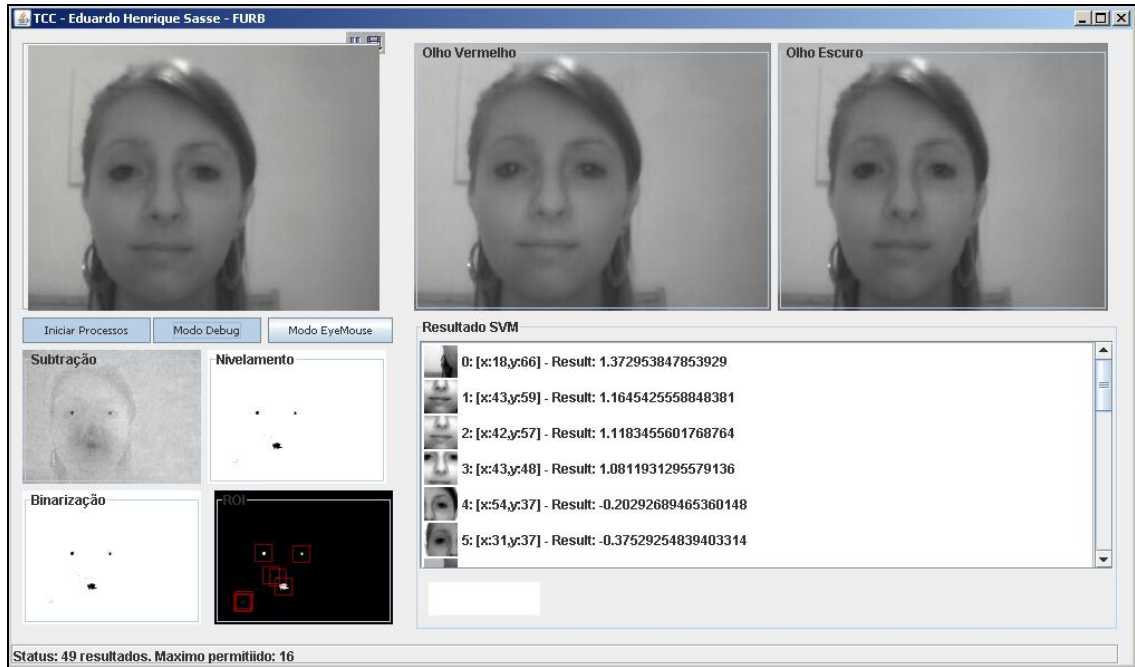 TCC - Eduardo Henrique Sasse - FURB
Olho Vermelho
Olho Escuro
Iniciar Processos
Modo Debug
Modo EyeMouse
Resultado SVM
Subtração
Nivelamento
0: [x:18,y:66] - Result: 1.372953847853929
1: [x:43,y:59] - Result: 1.1645425558848381
2: [x:42,y:57] - Result: 1.1183455601768764
3: [x:43,y:48] - Result: 1.0811931295579136
4: [x:54,y:37] - Result: -0.20292689465360148
5: [x:31,y:37] - Result: -0.37529254839403314
Binarização
ROI
Status: 49 resultados. Maximo permitiido: 16